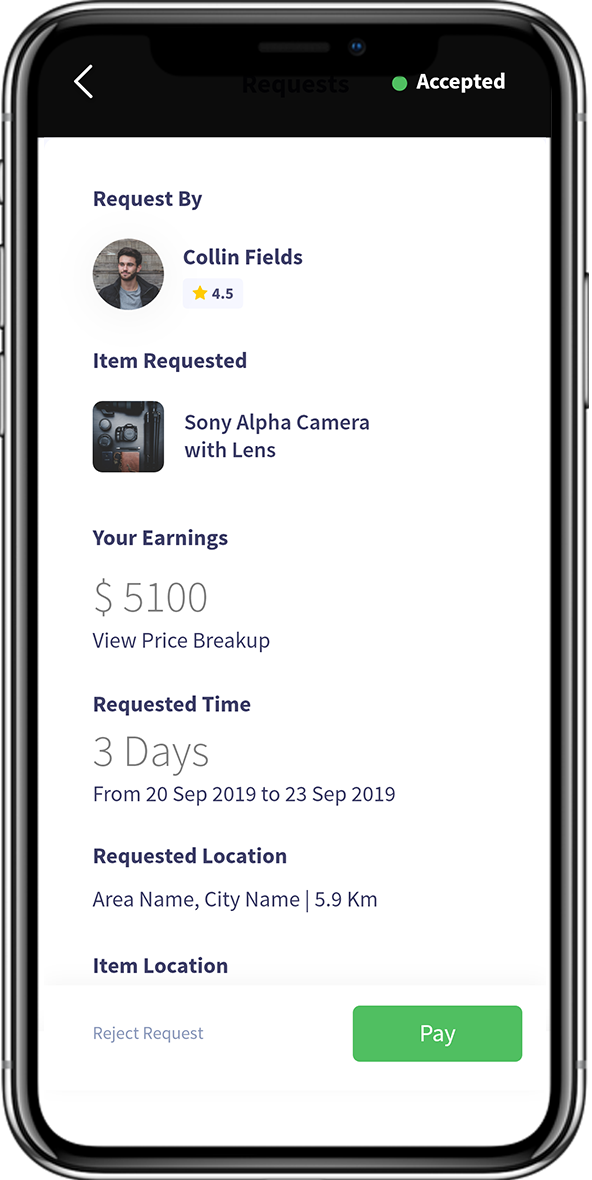 Requests
Accepted
Request By
Collin Fields
4.5
Item Requested
Sony Alpha Camera
with Lens
Your Earnings
$ 5100
View Price Breakup
Requested Time
3 Days
From 20 Sep 2019 to 23 Sep 2019
Requested Location
Area Name, City Name | 5.9 Km
Item Location
Reject Request
Pay